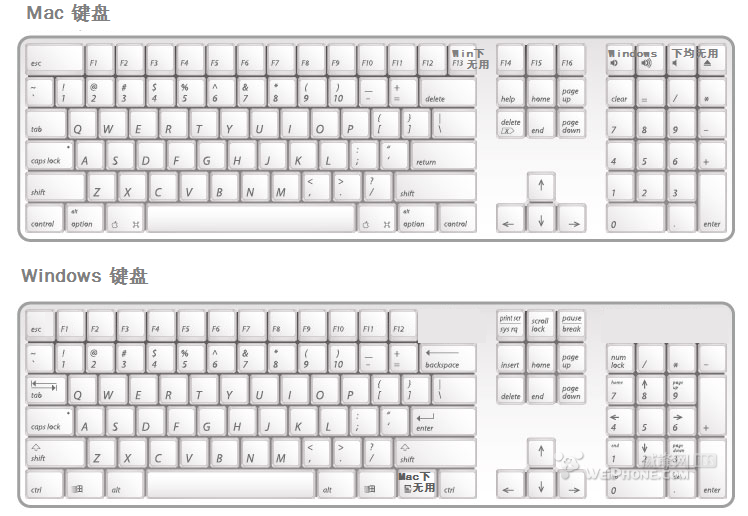 Mac 键盘
esc F1 F2 F3 F4 F5 F6 F7 F8 F9 F10 F11 F12 F13 Win下无用 F14 F15 F16 Windows 下均无用
~ ` ! 1 @ 2 # 3 $ 4 % 5 ^ 6 & 7 * 8 ( 9 ) 10 — - + = delete help home page up clear = / *
tab Q W E R T Y U I O P { [ } ] | \ delete end page down 7 8 9 -
caps lock A S D F G H J K L : ; " ' return 4 5 6 +
shift Z X C V B N M < , > . ? / shift 1 2 3
control alt option alt option control 0 . enter
Windows 键盘
esc F1 F2 F3 F4 F5 F6 F7 F8 F9 F10 F11 F12 print scr sys rq scroll lock pause break
~ ` ! 1 @ 2 # 3 $ 4 % 5 ^ 6 & 7 * 8 ( 9 ) 10 — - + = backspace insert home page up num lock / * -
tab Q W E R T Y U I O P { [ } ] | \ delete end page down home 7 8 page up 9
caps lock A S D F G H J K L : ; " ' enter 4 5 6 +
shift Z X C V B N M < , > . ? / shift end 1 2 page down 3
ctrl alt alt Mac下无用 ctrl 0 . enter
WEIPHONE.COM